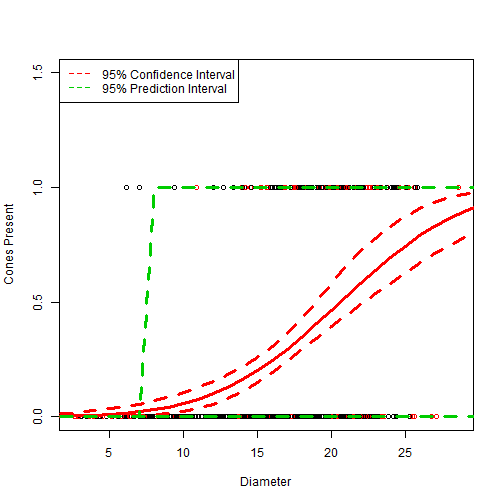 1.5
95% Confidence Interval
95% Prediction Interval
1.0
Cones Present
0.5
0.0
5 10 15 20 25
Diameter